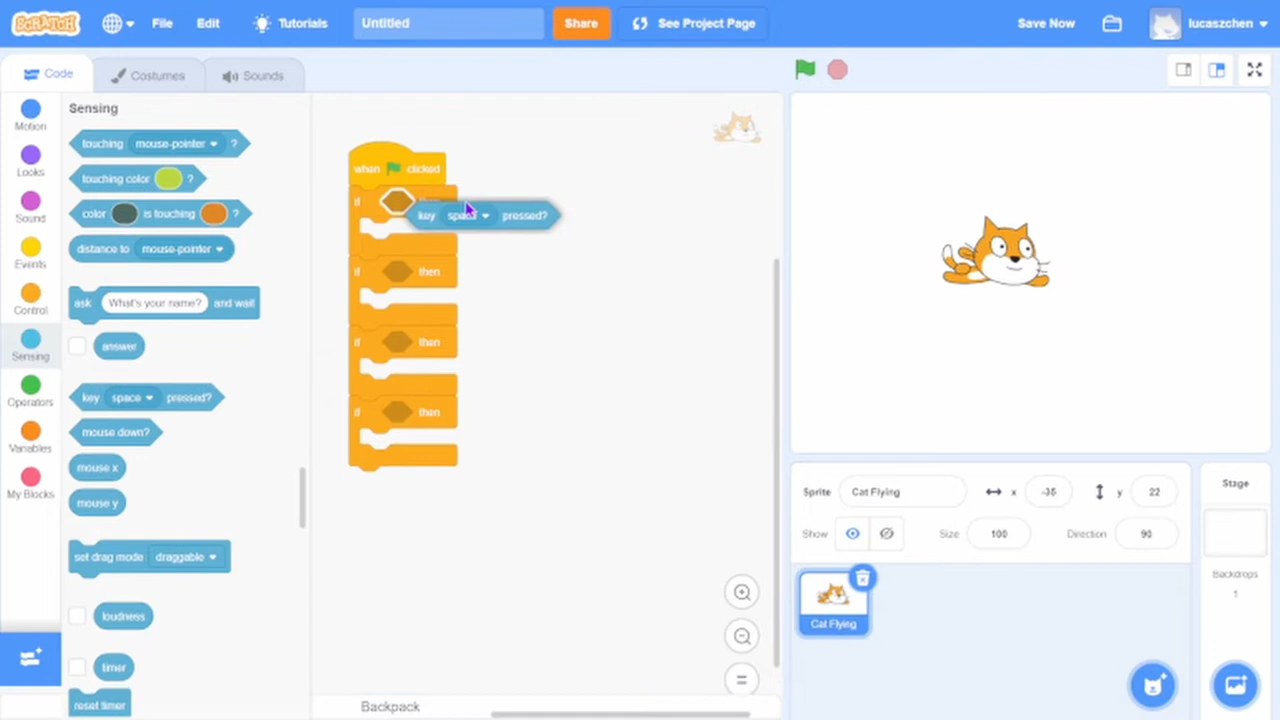 SCRATCH File Edit Tutorials Untitled Share See Project Page Save Now lucaszchen
Code Costumes Sounds
Motion
Looks
Sound
Events
Control
Sensing
Operators
Variables
My Blocks
Sensing
touching mouse-pointer ?
touching color ?
color is touching ?
distance to mouse-pointer
ask What's your name? and wait
answer
key space pressed?
mouse down?
mouse x
mouse y
set drag mode draggable
loudness
timer
reset timer
when clicked
if
key space pressed?
if then
if then
if then
Backpack
Sprite Cat Flying x -35 y 22
Show Size 100 Direction 90
Cat Flying
Stage
Backdrops
1